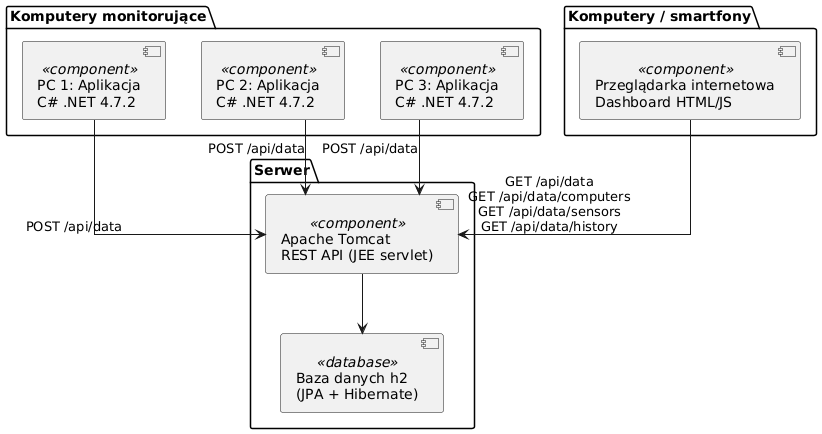 Komputery monitorujące
Komputery / smartfony
«component»
PC 1: Aplikacja
C# .NET 4.7.2
«component»
PC 2: Aplikacja
C# .NET 4.7.2
«component»
PC 3: Aplikacja
C# .NET 4.7.2
«component»
Przeglądarka internetowa
Dashboard HTML/JS
POST /api/data
POST /api/data
Serwer
GET /api/data
GET /api/data/computers
GET /api/data/sensors
GET /api/data/history
POST /api/data
«component»
Apache Tomcat
REST API (JEE servlet)
«database»
Baza danych h2
(JPA + Hibernate)